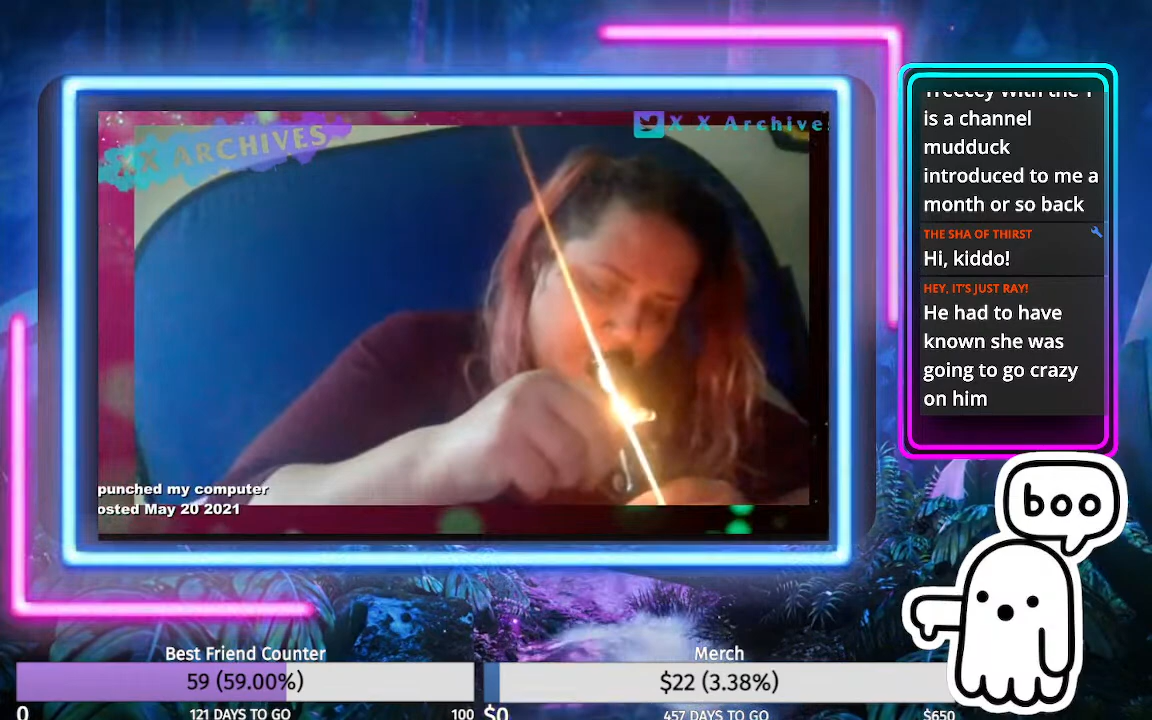 XX ARCHIVES
X X Archive
is a channel
mudduck
introduced to me a
month or so back
THE SHA OF THIRST
Hi, kiddo!
HEY, IT'S JUST RAY!
He had to have
known she was
going to go crazy
on him
punched my computer
osted May 20 2021
boo
Best Friend Counter
59 (59.00%)
0 121 DAYS TO GO 100
Merch
$22 (3.38%)
$0 457 DAYS TO GO $650